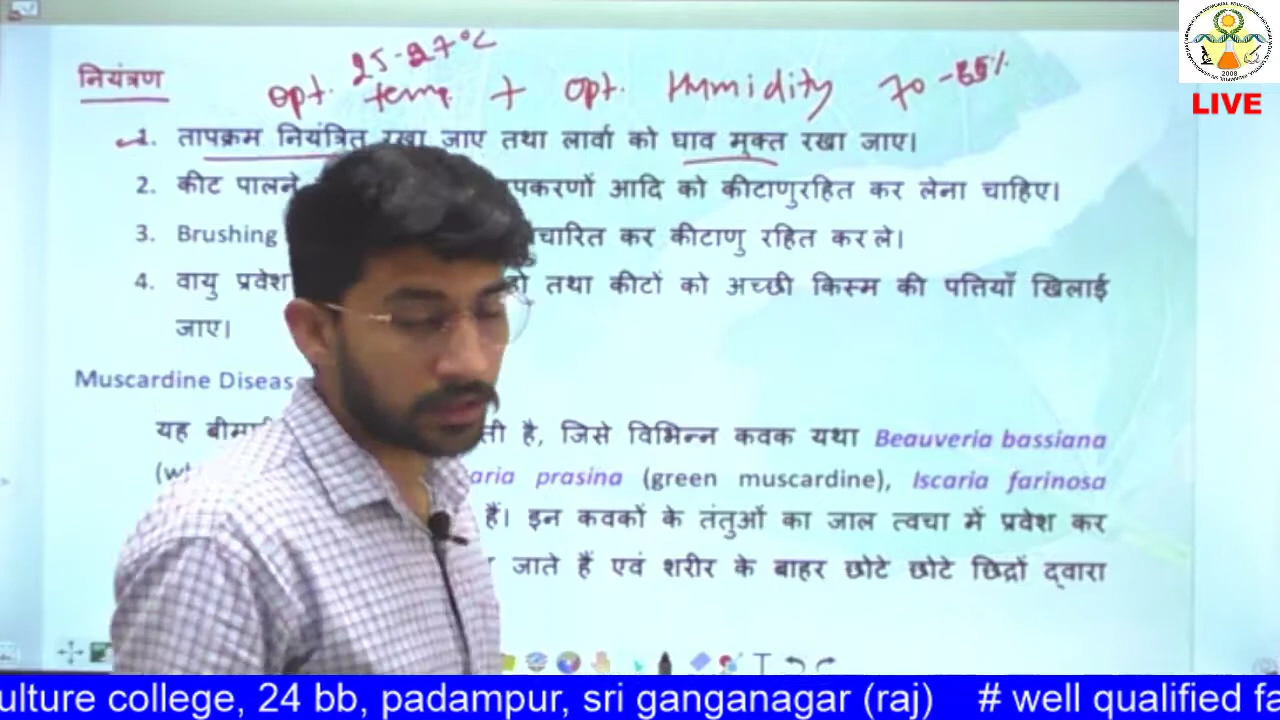 नियंत्रण
25-27°C
opt. temp. + opt. Humidity 70-
1. तापक्रम नियंत्रित रखा जाए तथा लार्वा को घाव मुक्त रखा जाए।
2. कीट पालने पकरणों आदि को कीटाणुरहित कर लेना चाहिए।
3. Brushing चारित कर कीटाणु रहित कर ले।
4. वायु प्रवेश हो तथा कीटों को अच्छी किस्म की पत्तियाँ खिलाई
जाए।
Muscardine Diseas
यह ती है, जिसे विभिन्न कवक यथा Beauveria bassiana
aria prasina (green muscardine), Iscaria farinosa
हैं। इन कवकों के तंतुओं का जाल त्वचा में प्रवेश कर
जाते हैं एवं शरीर के बाहर छोटे छोटे छिद्रों द्वारा
2008
LIVE
ulture college, 24 bb, padampur, sri ganganagar (raj) # well qualified fa